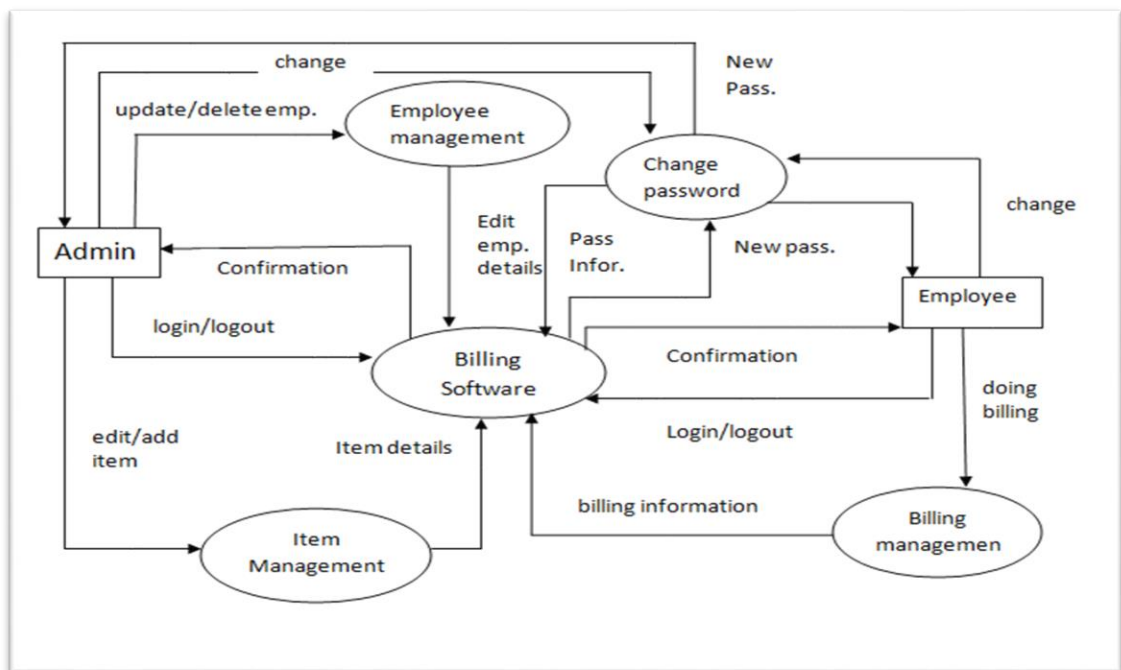 change
New
Pass.
update/delete emp.
Employee
management
Change
password
change
Admin
Edit
emp.
details
Pass
Infor.
New pass.
Confirmation
Employee
login/logout
Billing
Software
Confirmation
doing
billing
edit/add
item
Item details
Login/logout
billing information
Item
Management
Billing
managemen